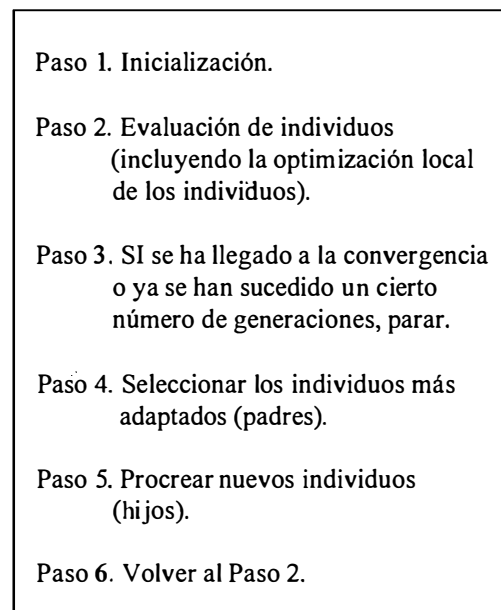 Paso 1. Inicialización.
Paso 2. Evaluación de individuos
(incluyendo la optimización local
de los individuos).
Paso 3. SI se ha llegado a la convergencia
o ya se han sucedido un cierto
número de generaciones, parar.
Paso 4. Seleccionar los individuos más
adaptados (padres).
Paso 5. Procrear nuevos individuos
(hijos).
Paso 6. Volver al Paso 2.